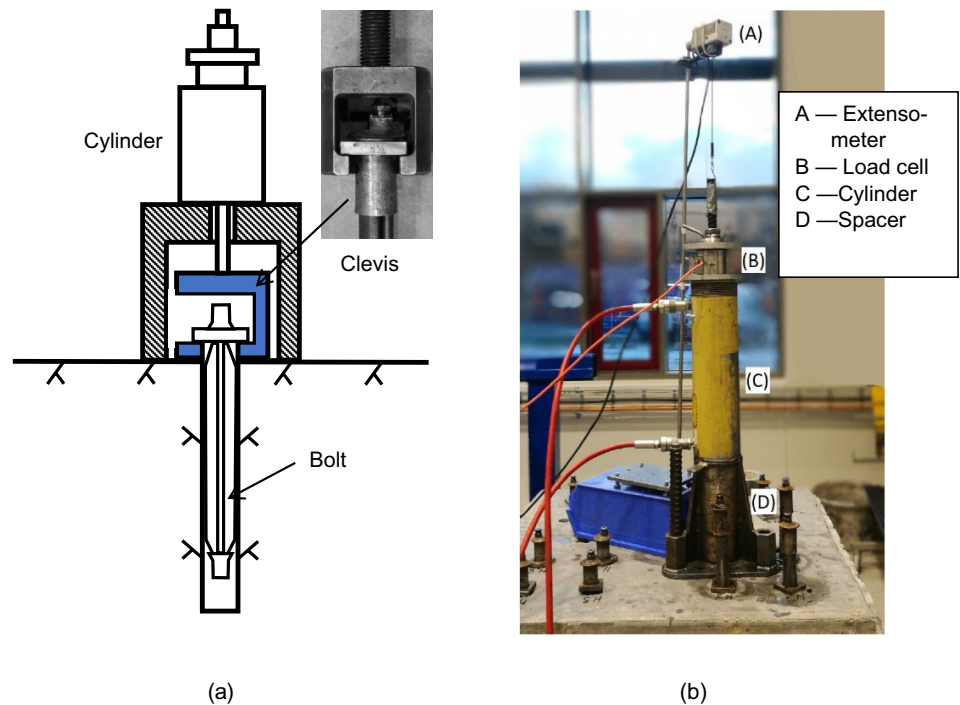 Cylinder
Clevis
Bolt
(a)
(A)
(B)
(C)
(D)
A — Extenso-
meter
B — Load cell
C —Cylinder
D —Spacer
(b)